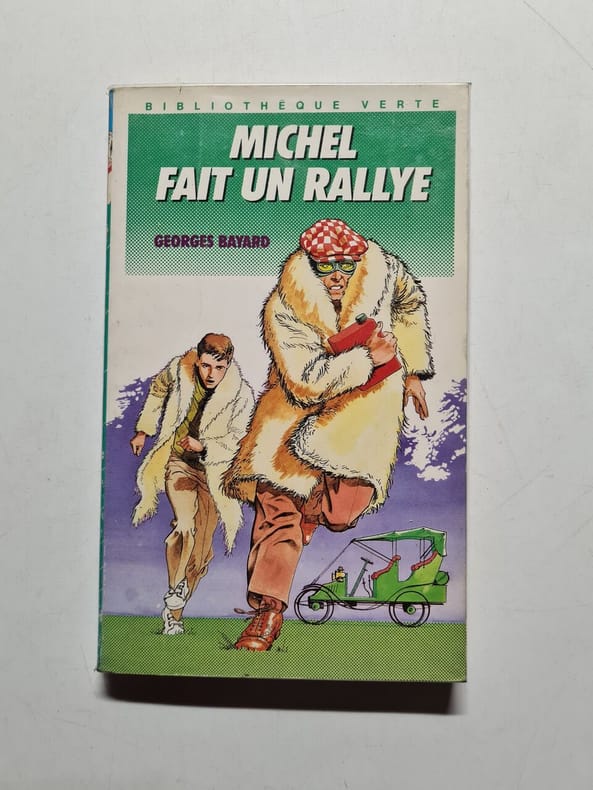 BIBLIOTHÈQUE VERTE
MICHEL
FAIT UN RALLYE
GEORGES BAYARD